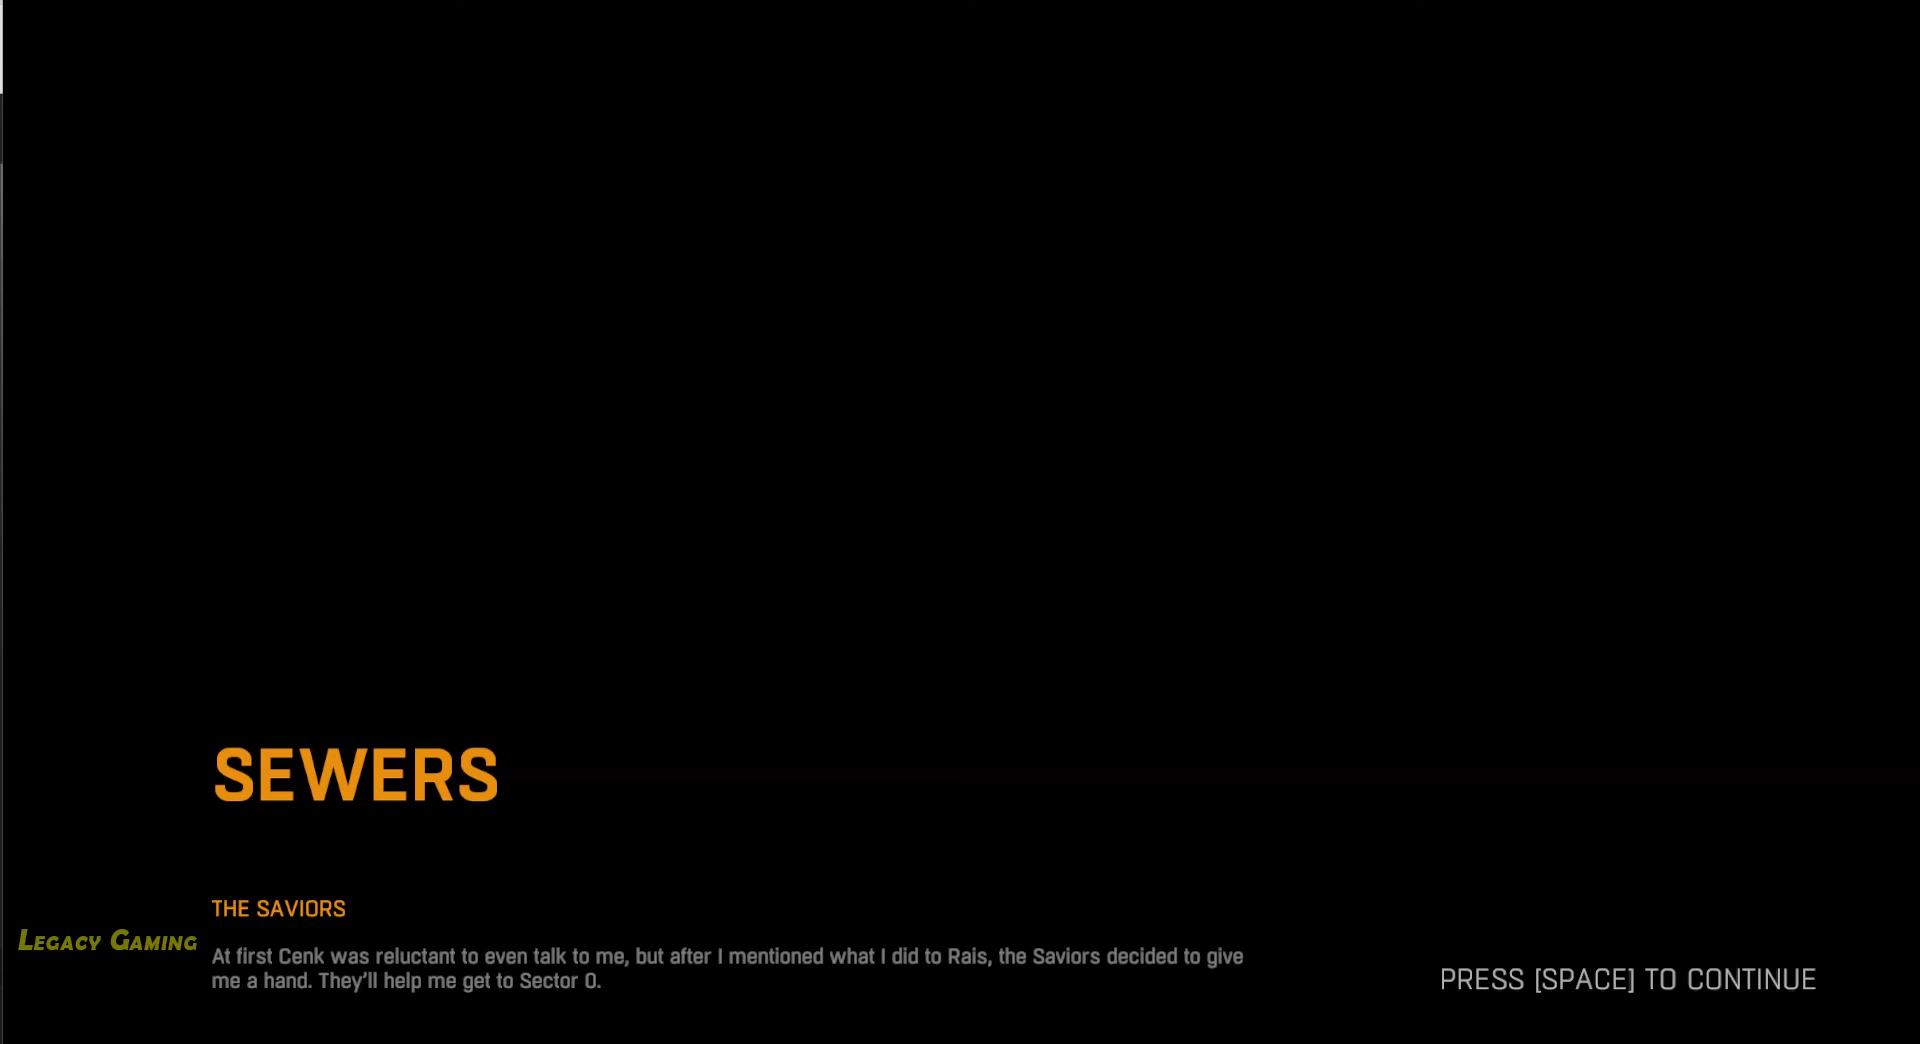 SEWERS
THE SAVIORS
LEGACY GAMING
At first Cenk was reluctant to even talk to me, but after I mentioned what I did to Rais, the Saviors decided to give
me a hand. They'll help me get to Sector 0.
PRESS [SPACE] TO CONTINUE